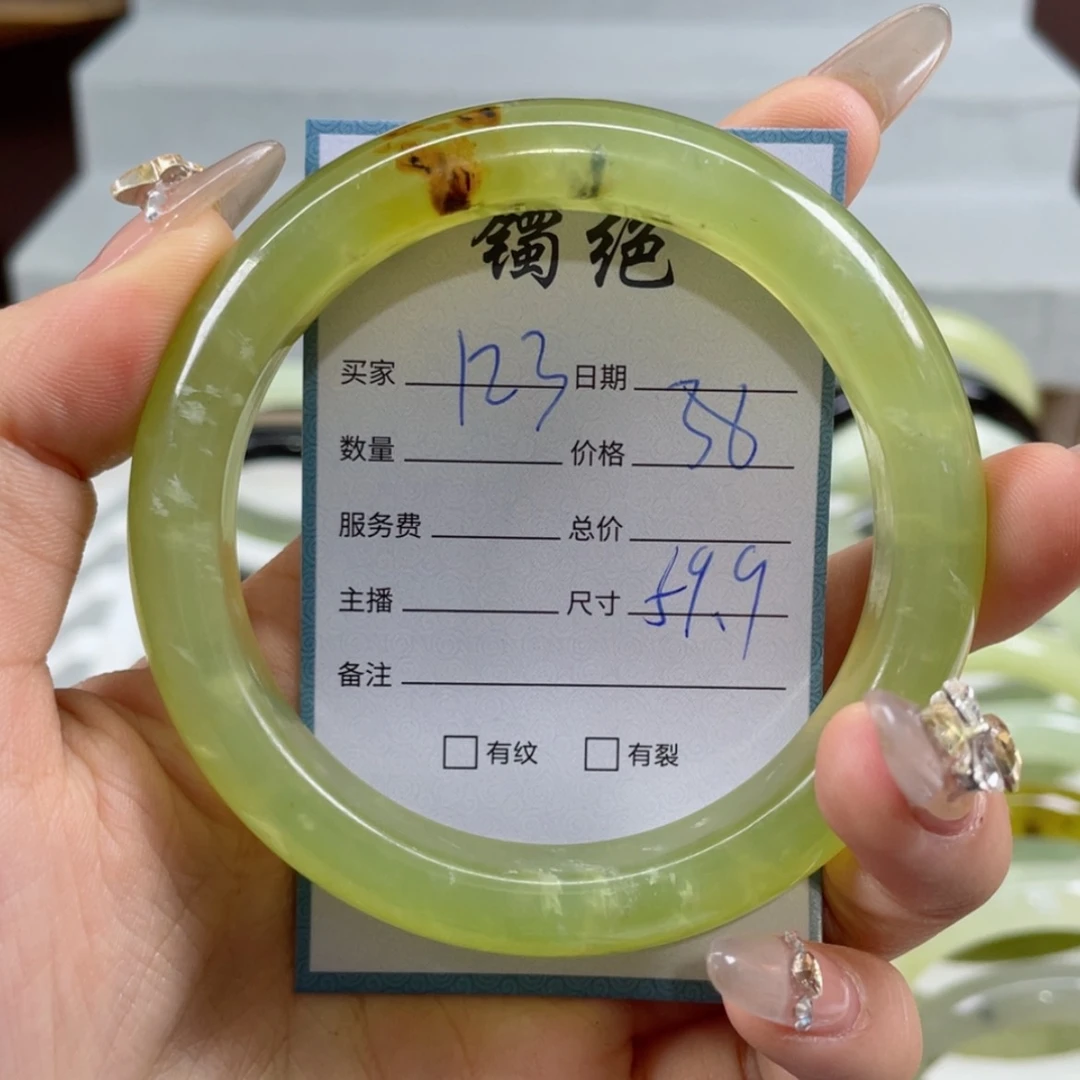 镯绝
买家 123 日期
数量 价格 38
服务费 总价
主播 尺寸 59.9
备注
有纹 有裂